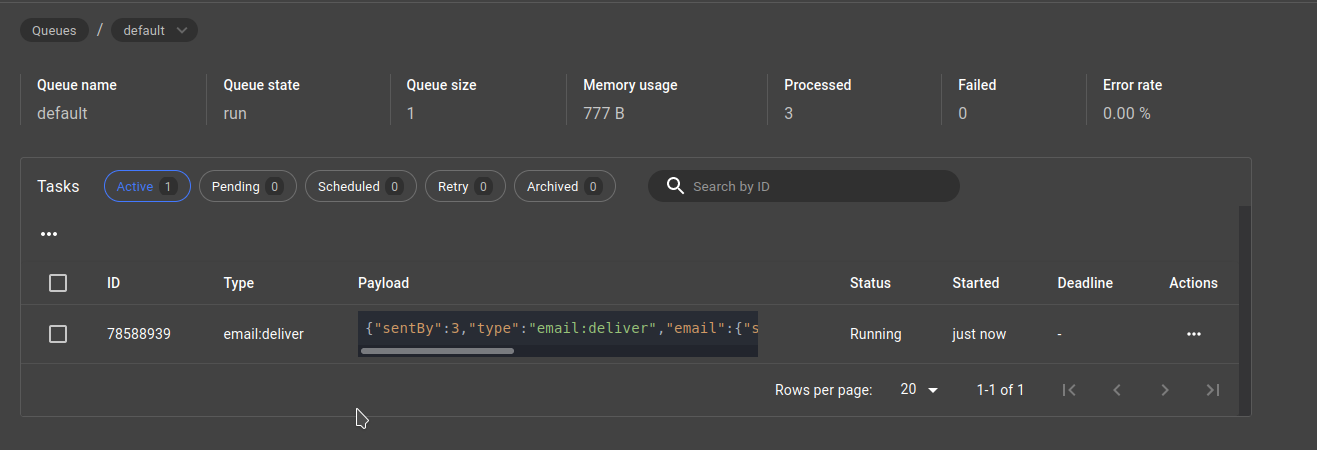 Queues / default
Queue name Queue state Queue size Memory usage Processed Failed Error rate
default run 1 777 B 3 0 0.00 %
Tasks Active 1 Pending 0 Scheduled 0 Retry 0 Archived 0 Search by ID
ID Type Payload Status Started Deadline Actions
78588939 email:deliver {"sentBy":3,"type":"email:deliver","email":{"s Running just now -
Rows per page: 20 1-1 of 1